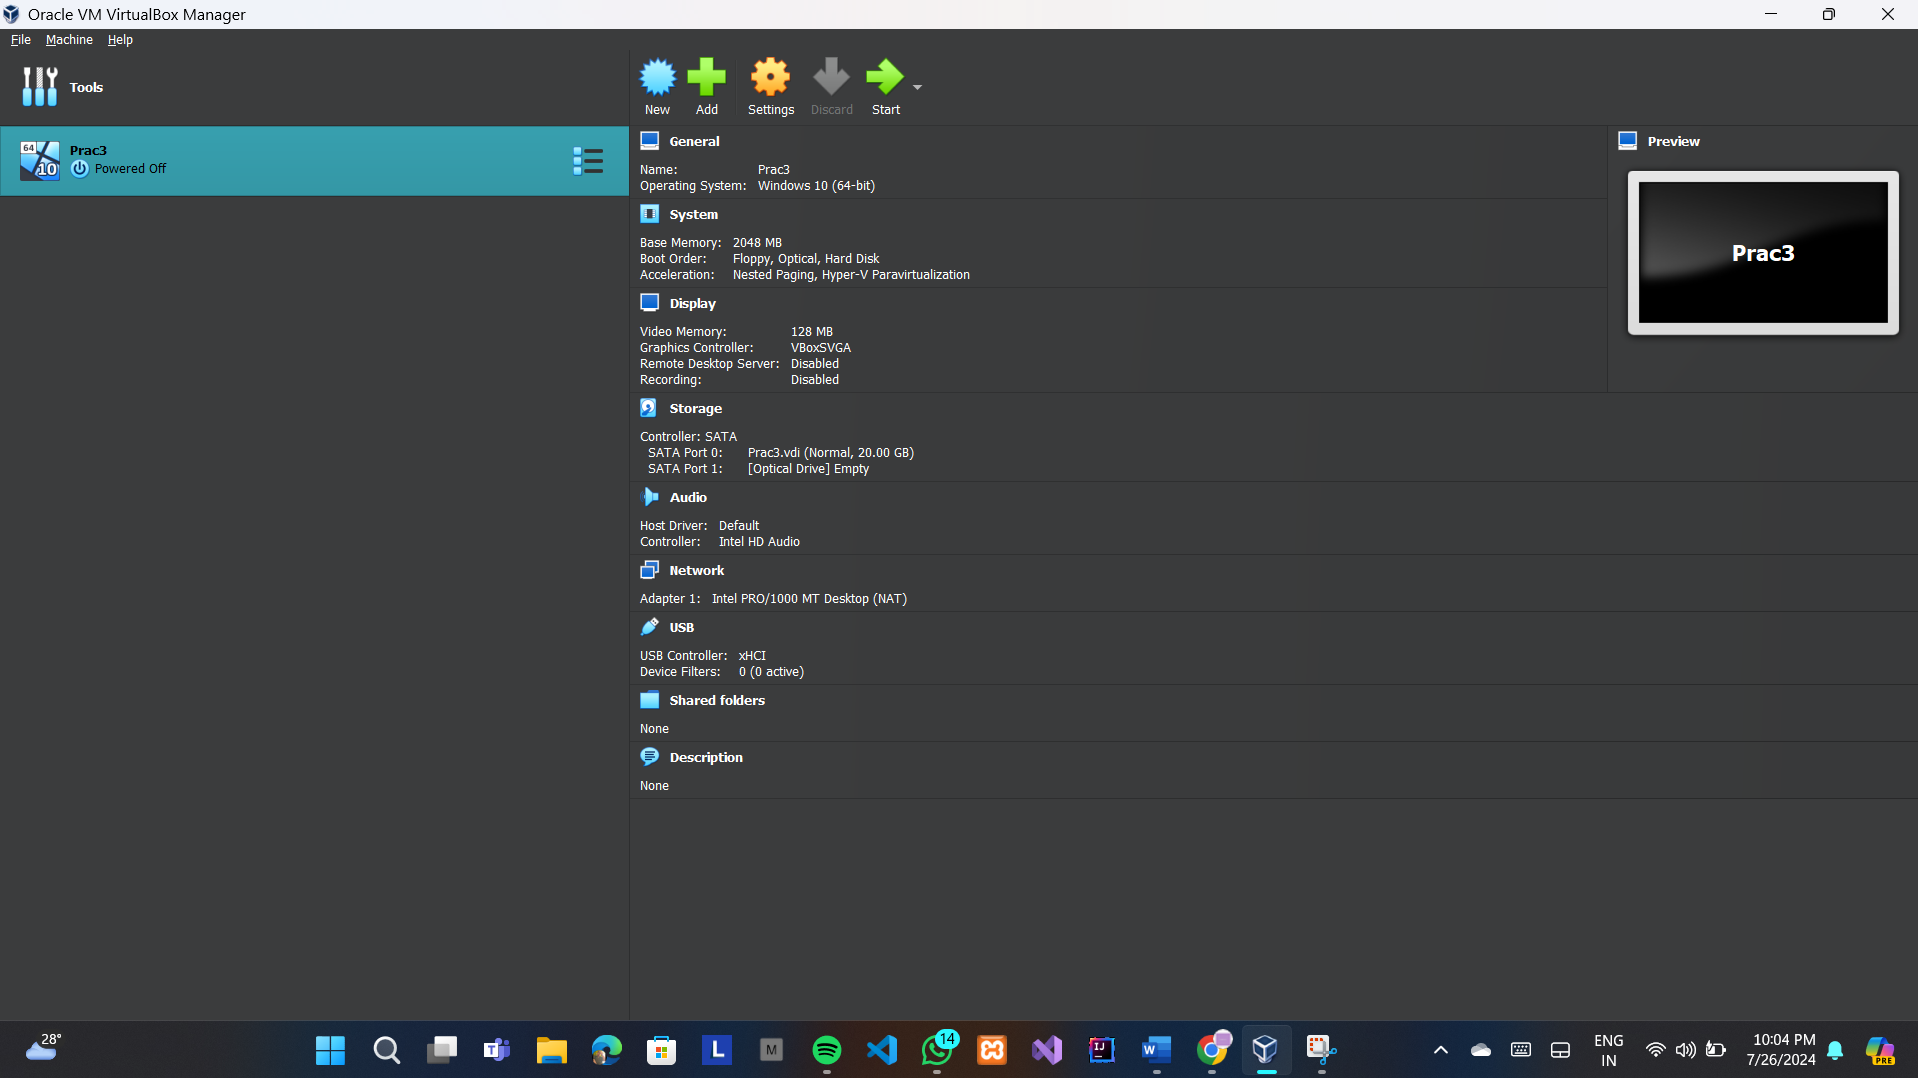 Oracle VM VirtualBox Manager
File Machine Help
Tools
New Add Settings Discard Start
64
10
Prac3
Powered Off
General
Name: Prac3
Operating System: Windows 10 (64-bit)
System
Base Memory: 2048 MB
Boot Order: Floppy, Optical, Hard Disk
Acceleration: Nested Paging, Hyper-V Paravirtualization
Display
Video Memory: 128 MB
Graphics Controller: VBoxSVGA
Remote Desktop Server: Disabled
Recording: Disabled
Preview
Prac3
Storage
Controller: SATA
SATA Port 0: Prac3.vdi (Normal, 20.00 GB)
SATA Port 1: [Optical Drive] Empty
Audio
Host Driver: Default
Controller: Intel HD Audio
Network
Adapter 1: Intel PRO/1000 MT Desktop (NAT)
USB
USB Controller: xHCI
Device Filters: 0 (0 active)
Shared folders
None
Description
None
28°
L
M
14
IJ
W
ENG
IN
10:04 PM
7/26/2024
PRE